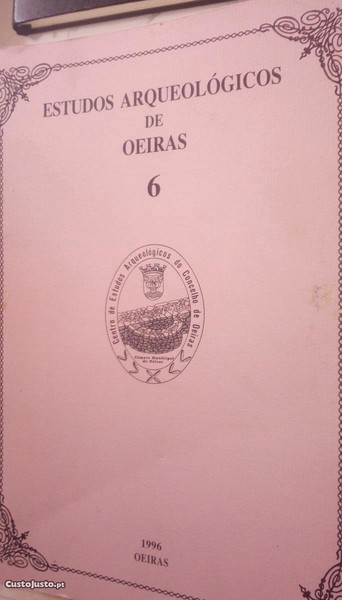 ESTUDOS ARQUEOLÓGICOS
DE
OEIRAS
6
Centro de Estudos Arqueológicos do Concelho de Oeiras
Câmara Municipal
de Oeiras
1996
OEIRAS
CustoJusto.pt